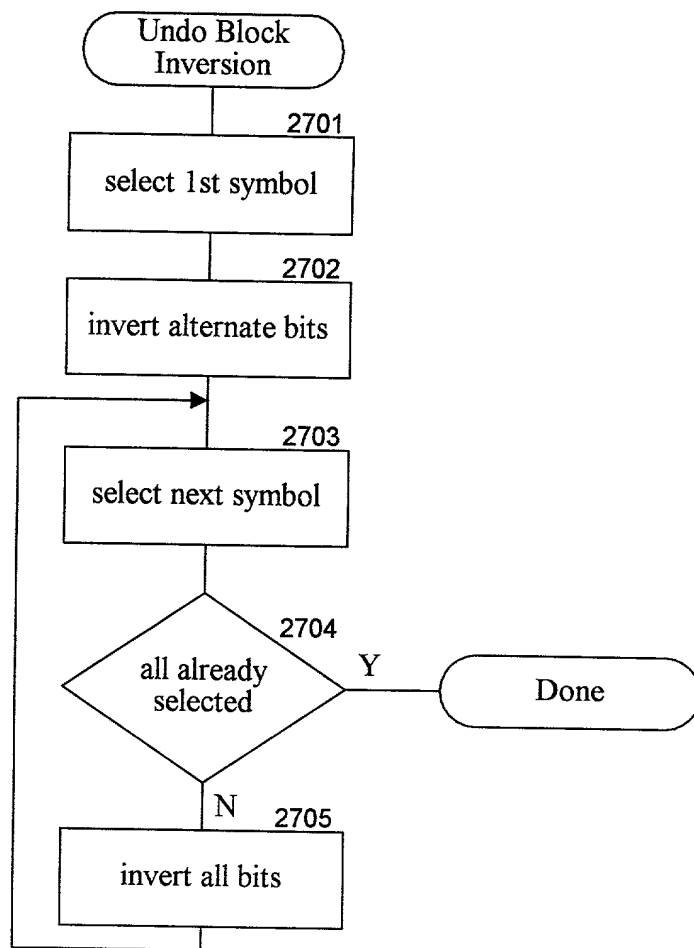 Undo Block
Inversion
2701
select 1st symbol
2702
invert alternate bits
2703
select next symbol
2704
all already
selected
Y
Done
N
2705
invert all bits